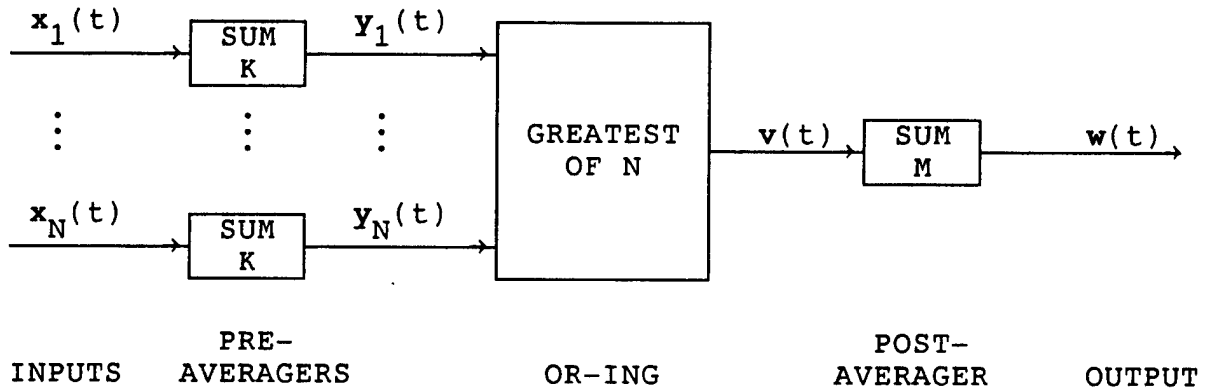 x1(t)
SUM
K
y1(t)
GREATEST
OF N
v(t)
SUM
M
w(t)
xN(t)
SUM
K
yN(t)
INPUTS
PRE-
AVERAGERS
OR-ING
POST-
AVERAGER
OUTPUT